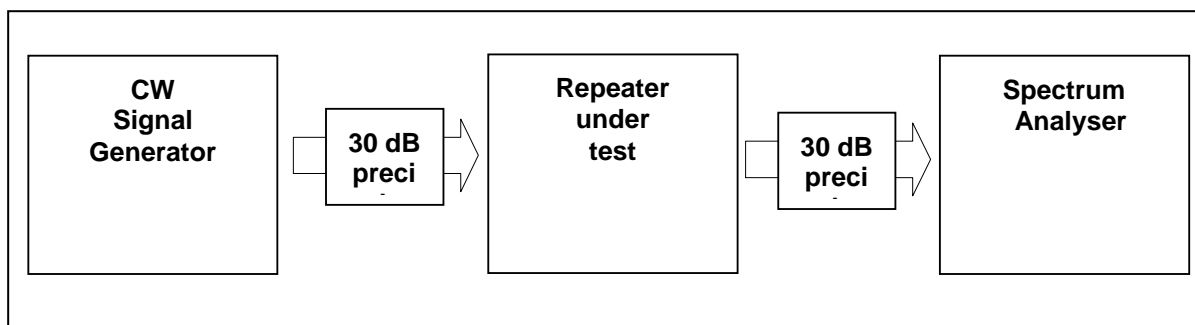 CW
Signal
Generator
30 dB
preci
-
Repeater
under
test
30 dB
preci
-
Spectrum
Analyser